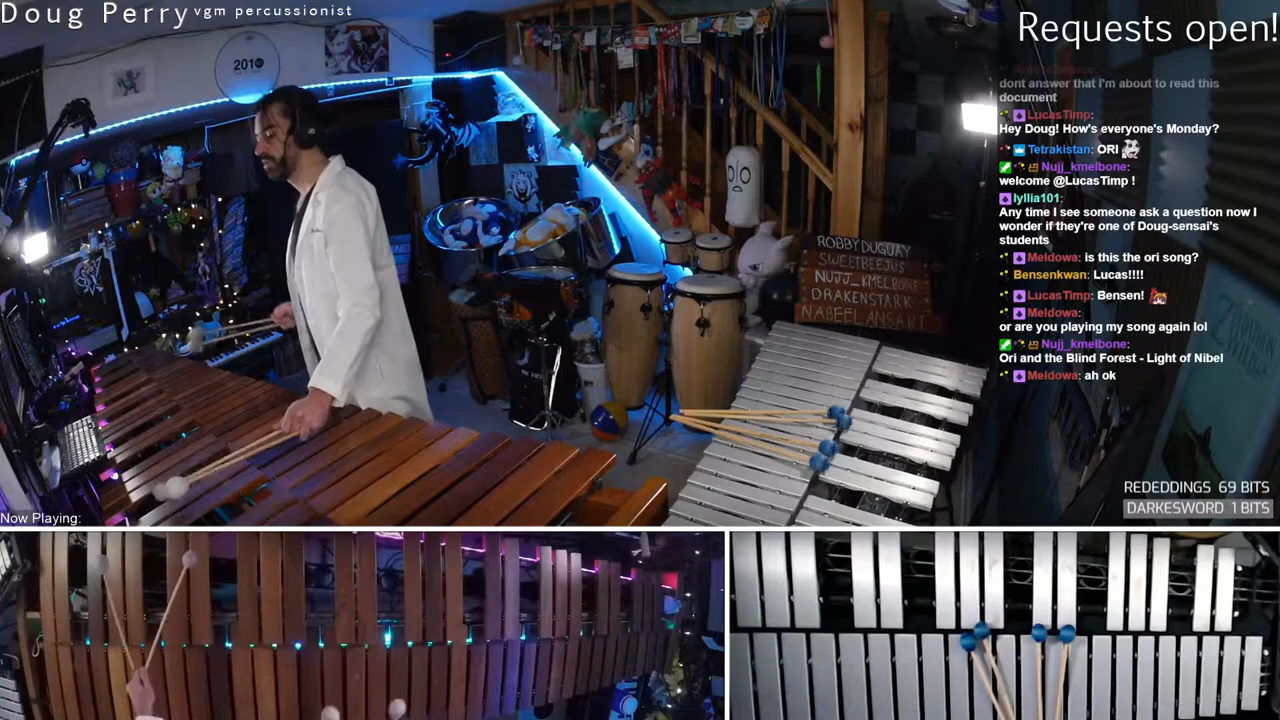 Doug Perry vgm percussionist
Requests open!
201
dont answer that I'm about to read this
document
LucasTimp:
Hey Doug! How's everyone's Monday?
Tetrakistan: ORI
Nujj_kmelbone:
welcome @LucasTimp !
lyllia101:
Any time I see someone ask a question now I
wonder if they're one of Doug-sensai's
students
Meldowa: is this the ori song?
Bensenkwan: Lucas!!!!
LucasTimp: Bensen!
Meldowa:
or are you playing my song again lol
Nujj_kmelbone:
Ori and the Blind Forest - Light of Nibel
Meldowa: ah ok
ROBBYDUGUAY
SWEETBEEJUS
NUJJ_KMELBONE
DRAKENSTARK
NABEEL ANSARI
REDEDDINGS 69 BITS
DARKESWORD 1 BITS
Now Playing: